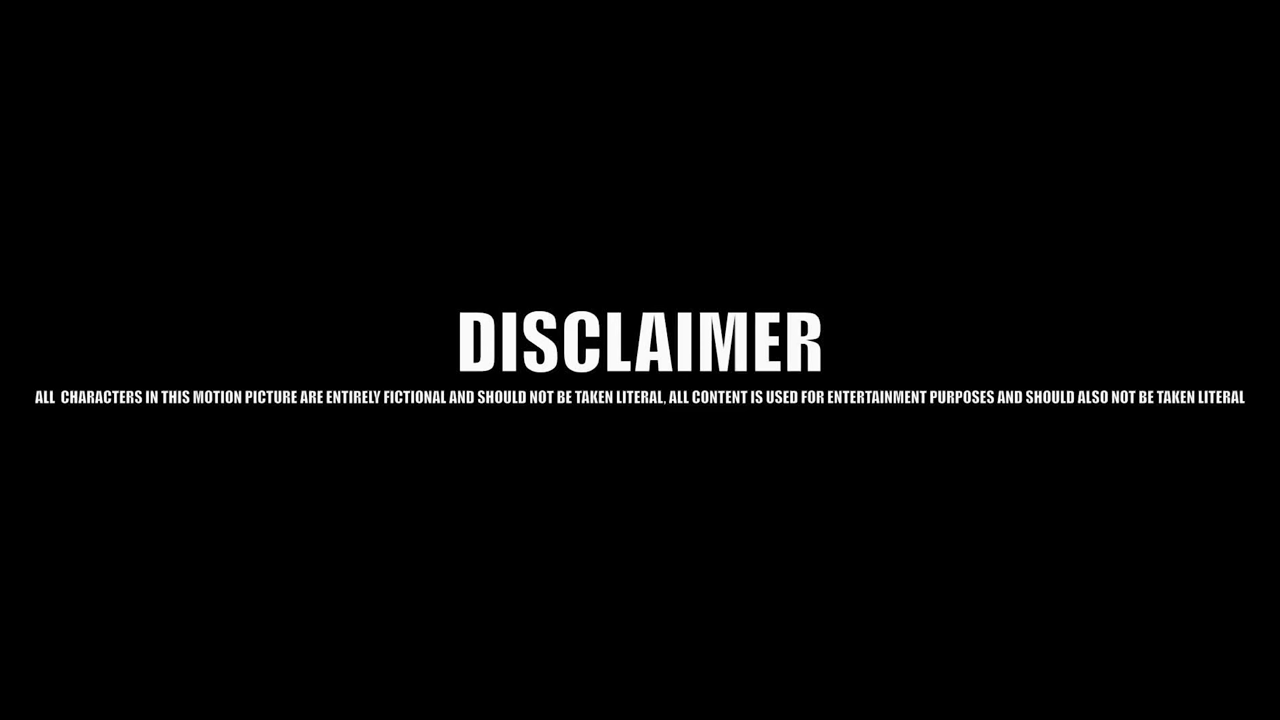 DISCLAIMER
ALL  CHARACTERS IN THIS MOTION PICTURE ARE ENTIRELY FICTIONAL AND SHOULD NOT BE TAKEN LITERAL, ALL CONTENT IS USED FOR ENTERTAINMENT PURPOSES AND SHOULD ALSO NOT BE TAKEN LITERAL